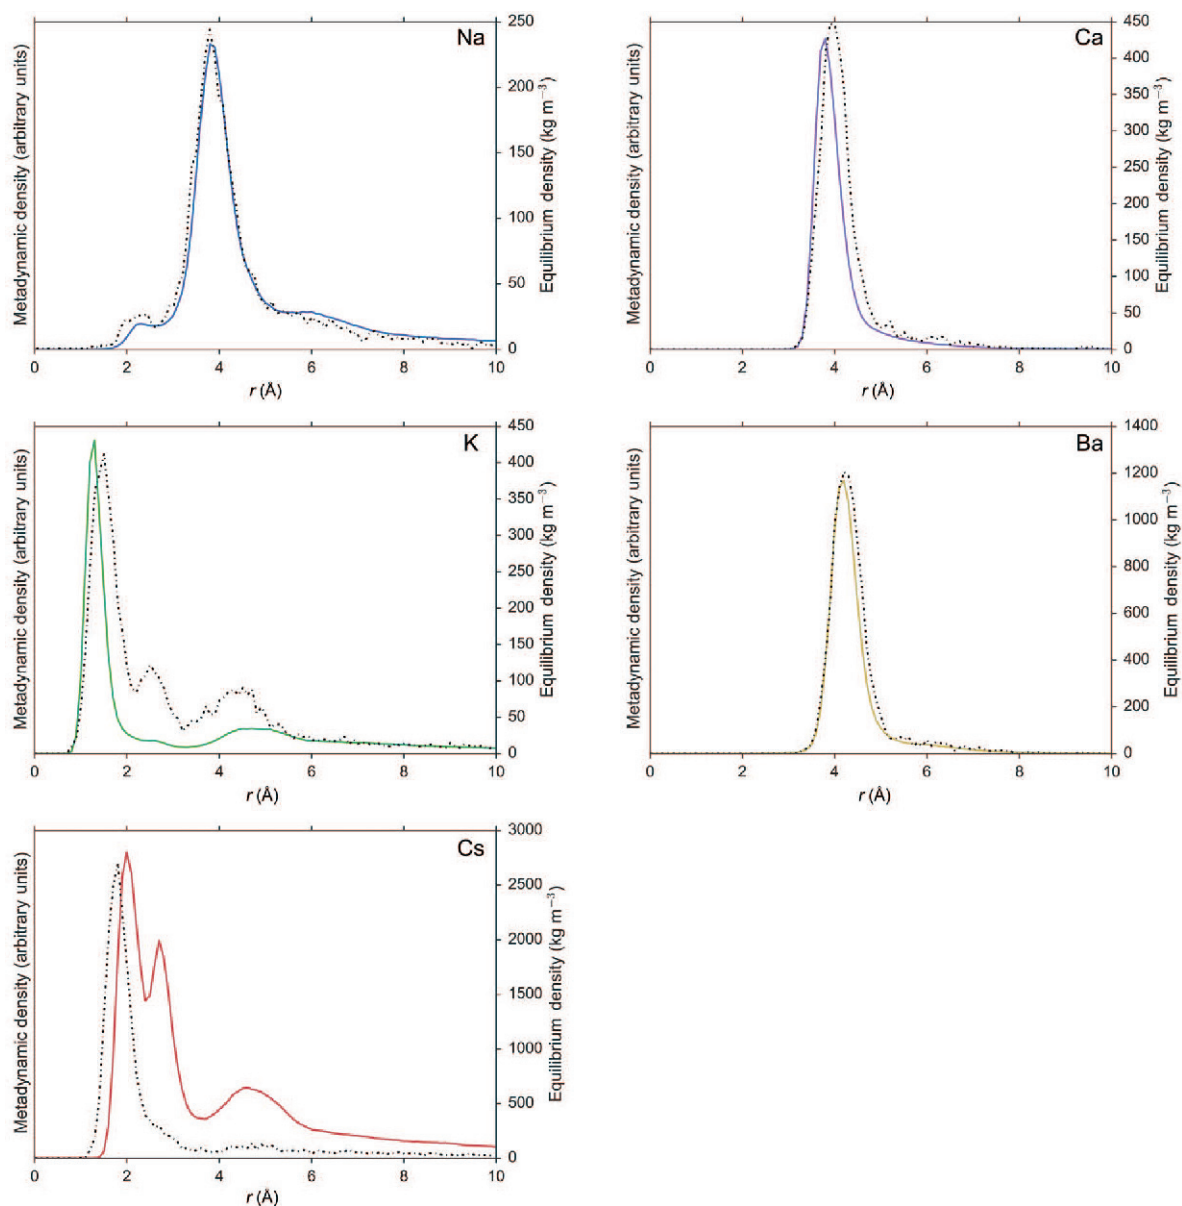 Na
Metadynamic density (arbitrary units)
250
200
150
100
50
0
Equilibrium density (kg m⁻³)
0 2 4 6 8 10
r (Å)
Ca
Metadynamic density (arbitrary units)
450
400
350
300
250
200
150
100
50
0
Equilibrium density (kg m⁻³)
0 2 4 6 8 10
r (Å)
K
Metadynamic density (arbitrary units)
450
400
350
300
250
200
150
100
50
0
Equilibrium density (kg m⁻³)
0 2 4 6 8 10
r (Å)
Ba
Metadynamic density (arbitrary units)
1400
1200
1000
800
600
400
200
0
Equilibrium density (kg m⁻³)
0 2 4 6 8 10
r (Å)
Cs
Metadynamic density (arbitrary units)
3000
2500
2000
1500
1000
500
0
Equilibrium density (kg m⁻³)
0 2 4 6 8 10
r (Å)